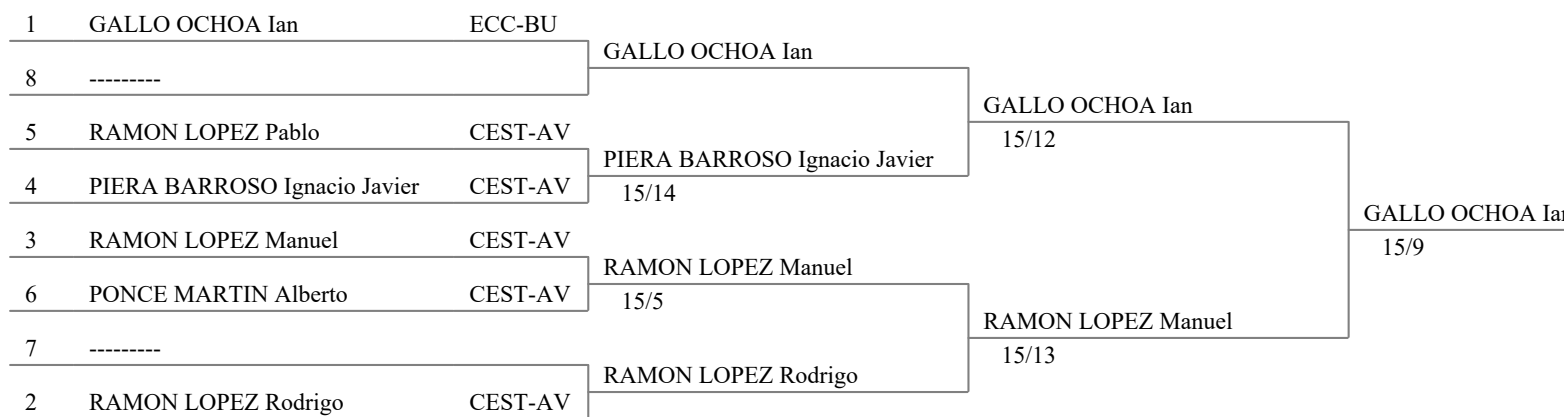 1 GALLO OCHOA Ian ECC-BU
8 ---------
5 RAMON LOPEZ Pablo CEST-AV
4 PIERA BARROSO Ignacio Javier CEST-AV
3 RAMON LOPEZ Manuel CEST-AV
6 PONCE MARTIN Alberto CEST-AV
7 ---------
2 RAMON LOPEZ Rodrigo CEST-AV
GALLO OCHOA Ian
PIERA BARROSO Ignacio Javier
15/14
RAMON LOPEZ Manuel
15/5
RAMON LOPEZ Rodrigo
GALLO OCHOA Ian
15/12
RAMON LOPEZ Manuel
15/13
GALLO OCHOA Ian
15/9